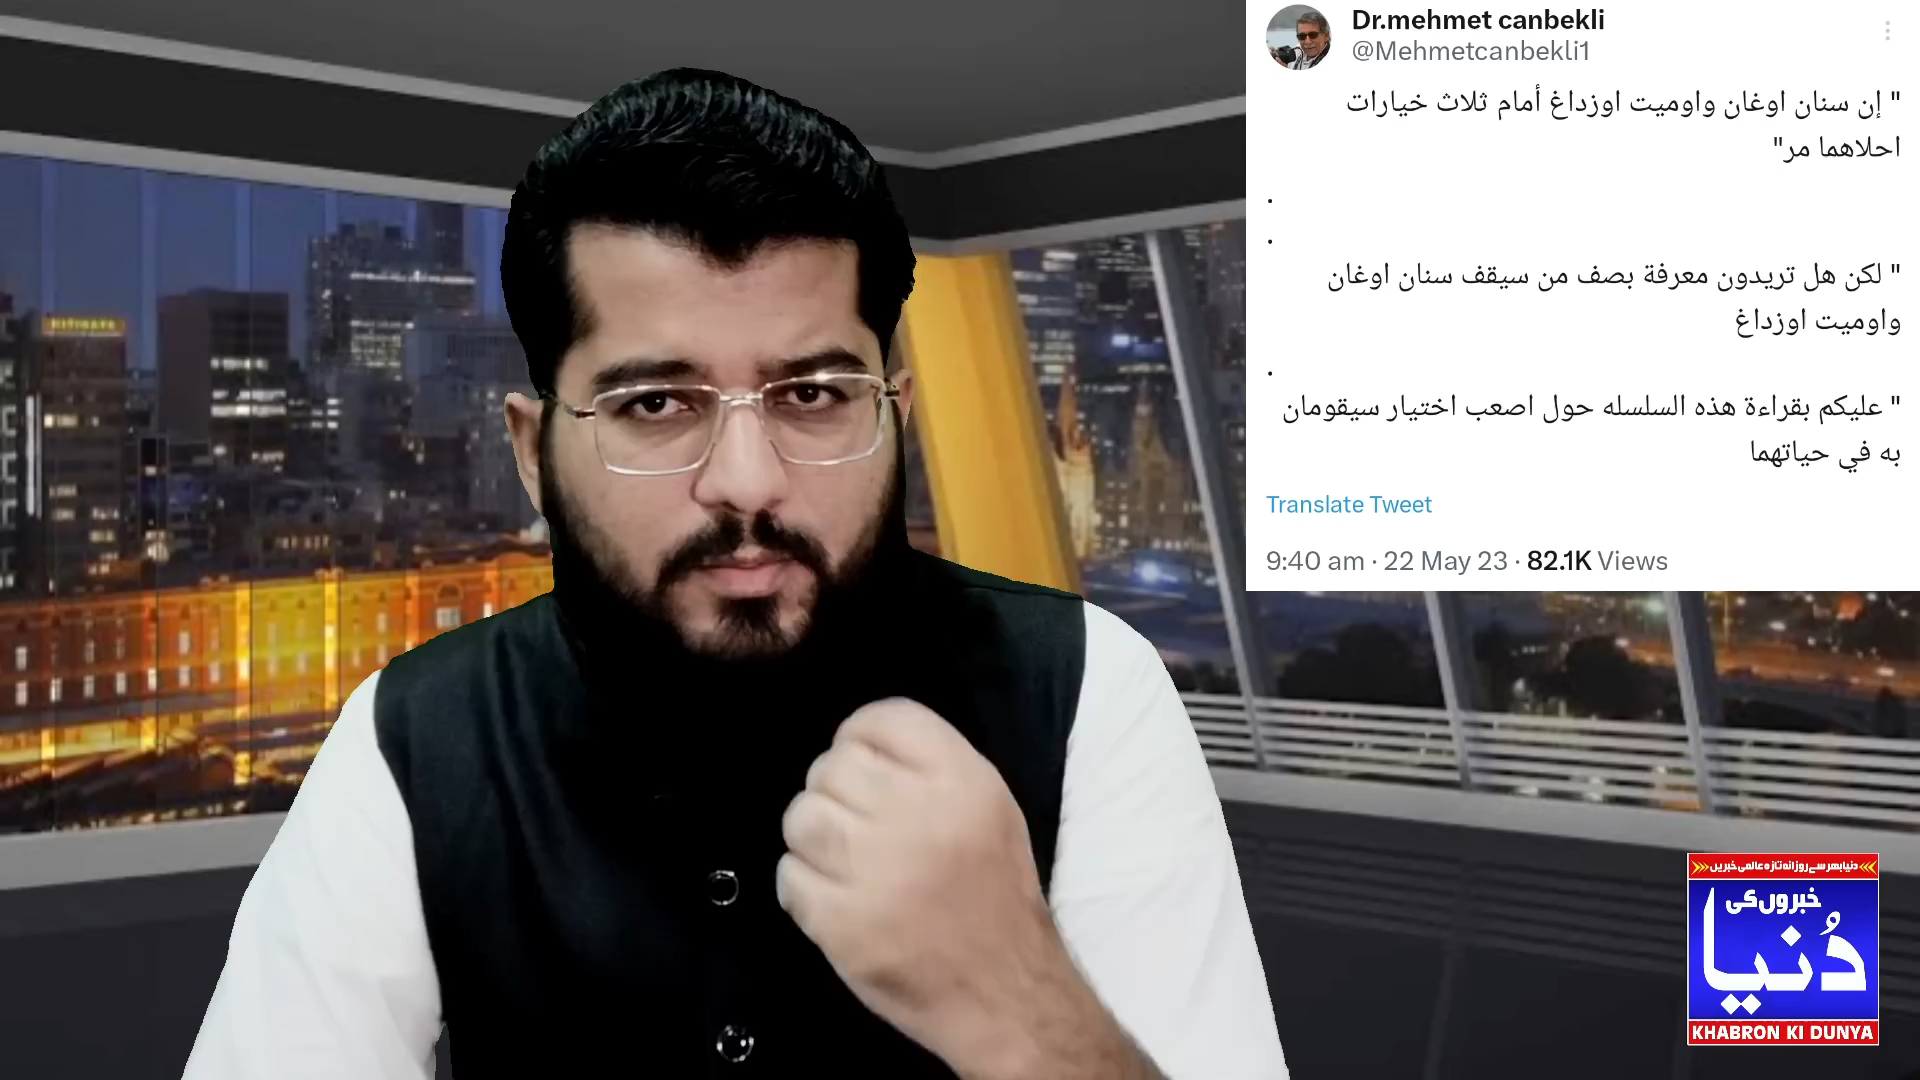 Dr.mehmet canbekli
@Mehmetcanbekli1
" إن سنان اوغان واوميت اوزداغ أمام ثلاث خيارات
احلاهما مر"
.
.
" لكن هل تريدون معرفة بصف من سيقف سنان اوغان
واوميت اوزداغ
.
" عليكم بقراءة هذه السلسله حول اصعب اختيار سيقومان
به في حياتهما
Translate Tweet
9:40 am · 22 May 23 · 82.1K Views
دنیا بھر سے روزانہ تازہ عالمی خبریں
خبروں کی
دُنیا
KHABRON KI DUNYA